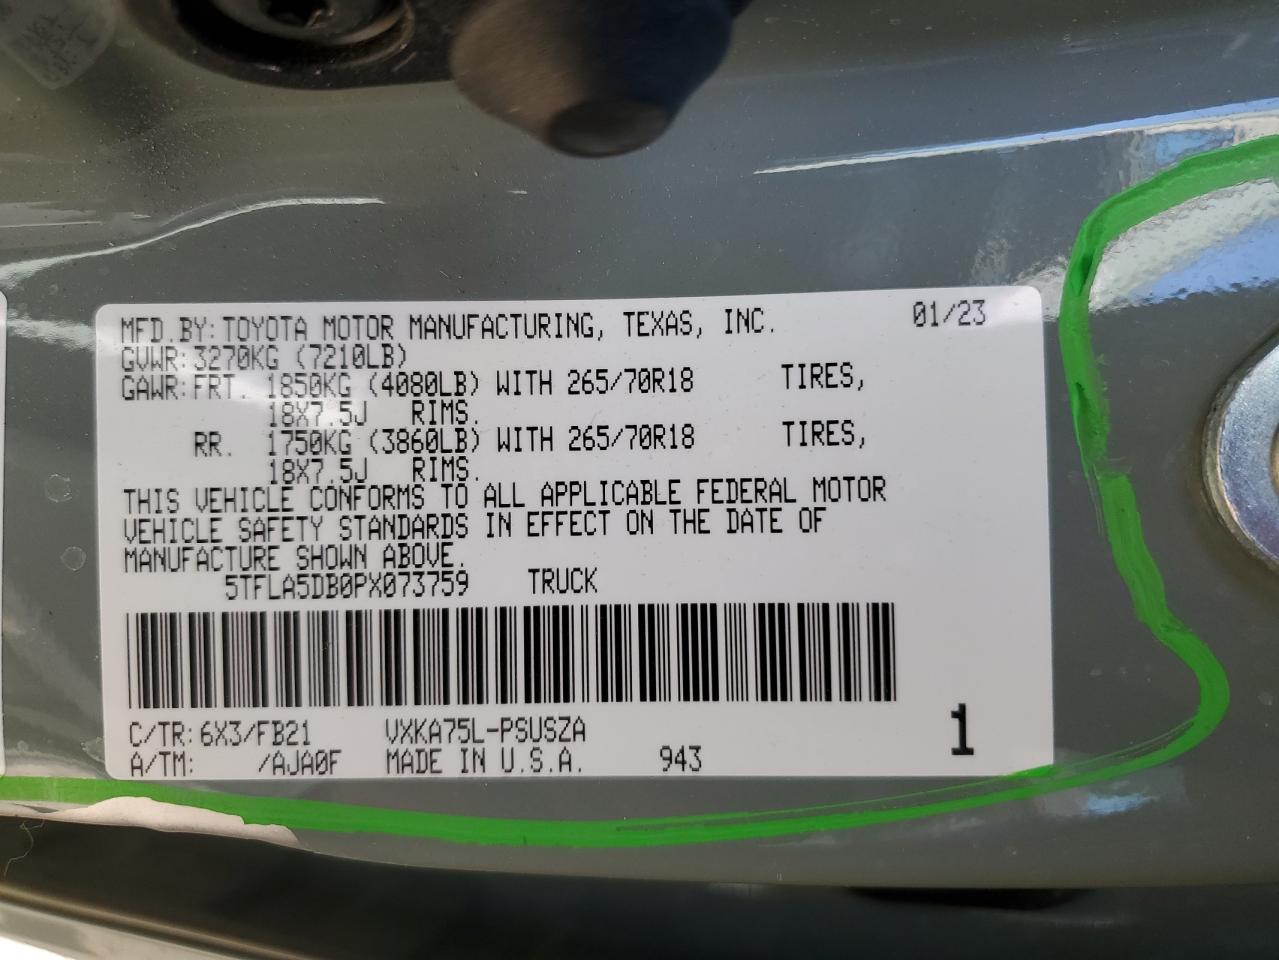 MFD.BY: TOYOTA MOTOR MANUFACTURING, TEXAS, INC. 01/23
GVWR: 3270KG (7210LB)
GAWR: FRT. 1850KG (4080LB) WITH 265/70R18 TIRES,
18X7.5J RIMS.
RR. 1750KG (3860LB) WITH 265/70R18 TIRES,
18X7.5J RIMS.
THIS VEHICLE CONFORMS TO ALL APPLICABLE FEDERAL MOTOR
VEHICLE SAFETY STANDARDS IN EFFECT ON THE DATE OF
MANUFACTURE SHOWN ABOVE.
5TFLA5DB0PX073759 TRUCK
C/TR: 6X3/FB21 VXKA75L-PSUSZA
A/TM: /AJA0F MADE IN U.S.A. 943
1